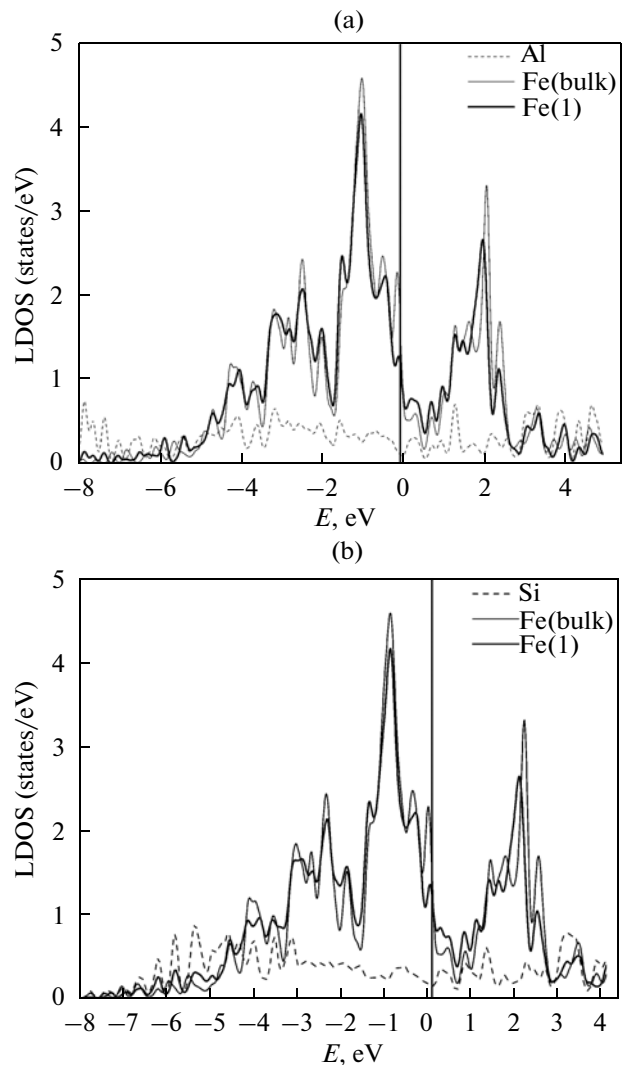 (a)
5
4
3
2
1
0
LDOS (states/eV)
Al
Fe(bulk)
Fe(1)
−8 −6 −4 −2 0 2 4
E, eV
(b)
5
4
3
2
1
0
LDOS (states/eV)
Si
Fe(bulk)
Fe(1)
−8 −7 −6 −5 −4 −3 −2 −1 0 1 2 3 4
E, eV